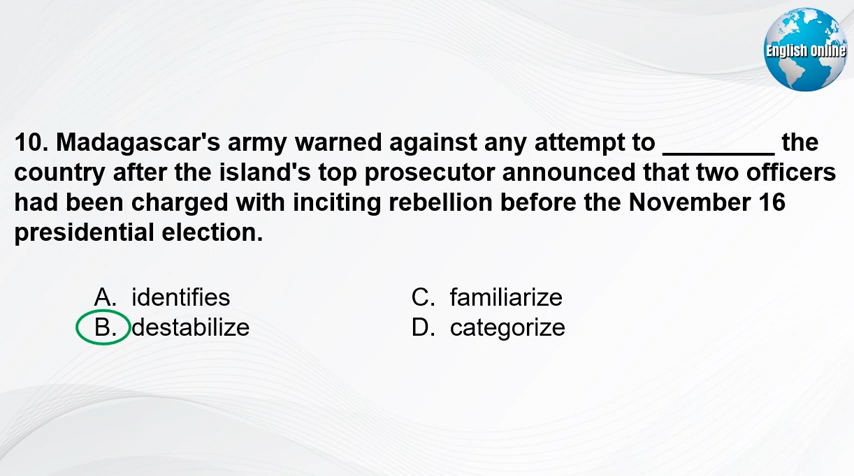 English Online
10. Madagascar's army warned against any attempt to ________ the
country after the island's top prosecutor announced that two officers
had been charged with inciting rebellion before the November 16
presidential election.
A. identifies
B. destabilize
C. familiarize
D. categorize